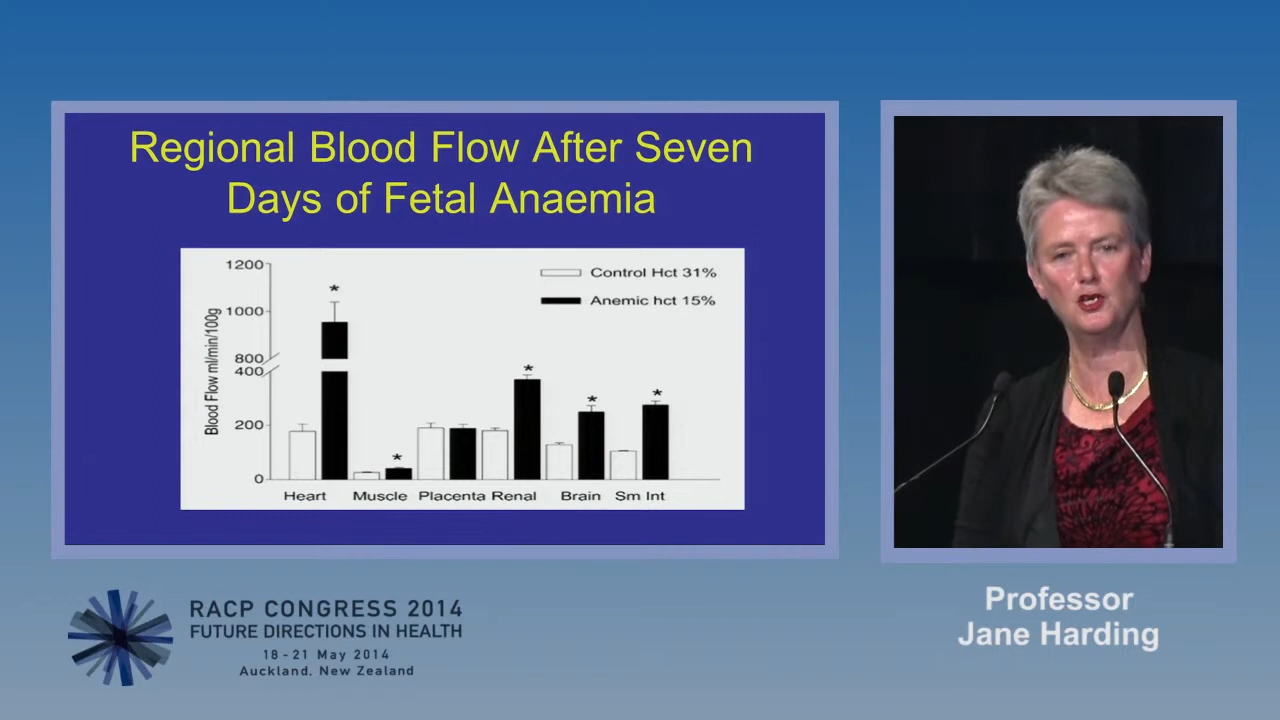 Regional Blood Flow After Seven
Days of Fetal Anaemia
1200
1000
800
400
200
0
Blood Flow ml/min/100g
Control Hct 31%
Anemic hct 15%
*
*
*
*
*
Heart Muscle Placenta Renal Brain Sm Int
RACP CONGRESS 2014
FUTURE DIRECTIONS IN HEALTH
18 - 21 May 2014
Auckland, New Zealand
Professor
Jane Harding